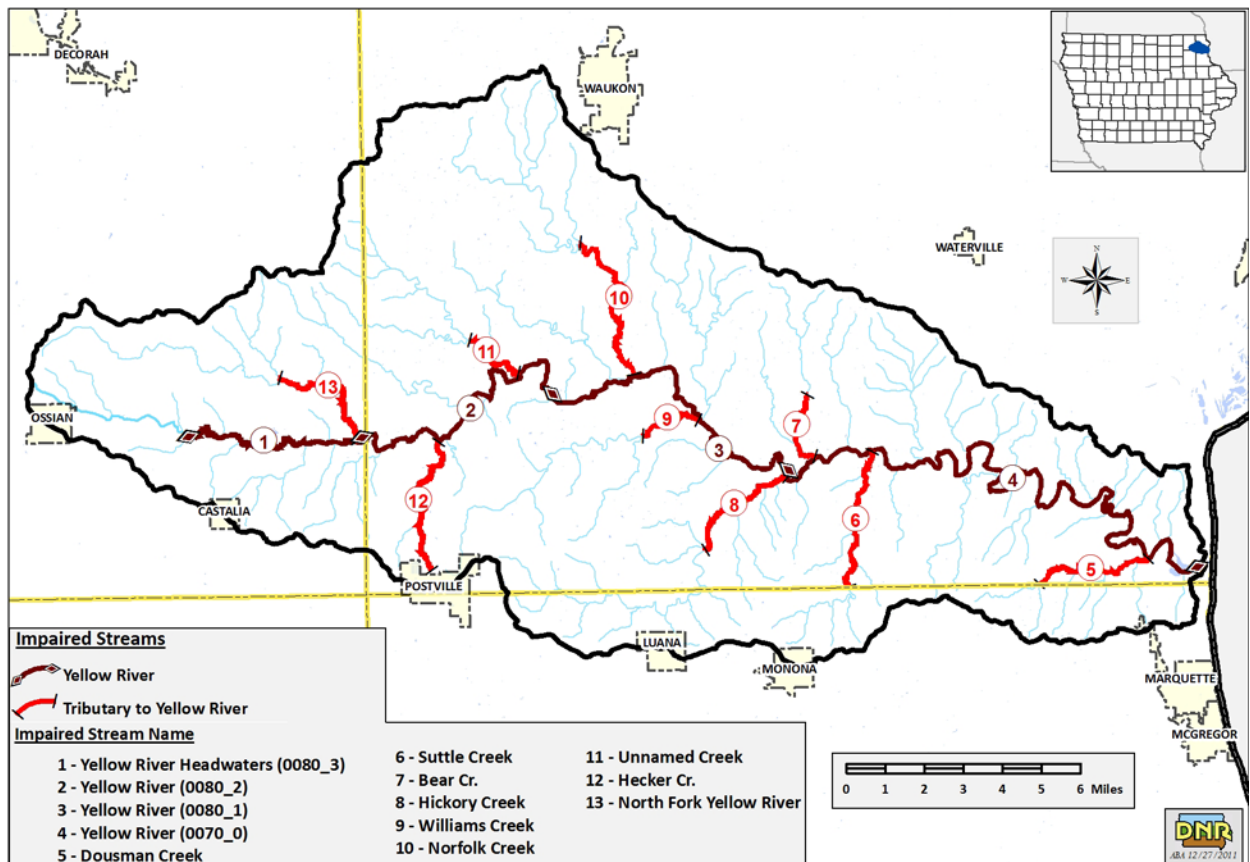 DECORAH
WAUKON
WATERVILLE
N
W E
S
10
11
13
2
9
7
OSSIAN
1
3
4
12
8
6
CASTALIA
5
POSTVILLE
LUANA
MONONA
MARQUETTE
MCGREGOR
Impaired Streams
Yellow River
Tributary to Yellow River
Impaired Stream Name
1 - Yellow River Headwaters (0080_3)
2 - Yellow River (0080_2)
3 - Yellow River (0080_1)
4 - Yellow River (0070_0)
5 - Dousman Creek
6 - Suttle Creek
7 - Bear Cr.
8 - Hickory Creek
9 - Williams Creek
10 - Norfolk Creek
11 - Unnamed Creek
12 - Hecker Cr.
13 - North Fork Yellow River
0 1 2 3 4 5 6 Miles
DNR
ABA 12/27/2011